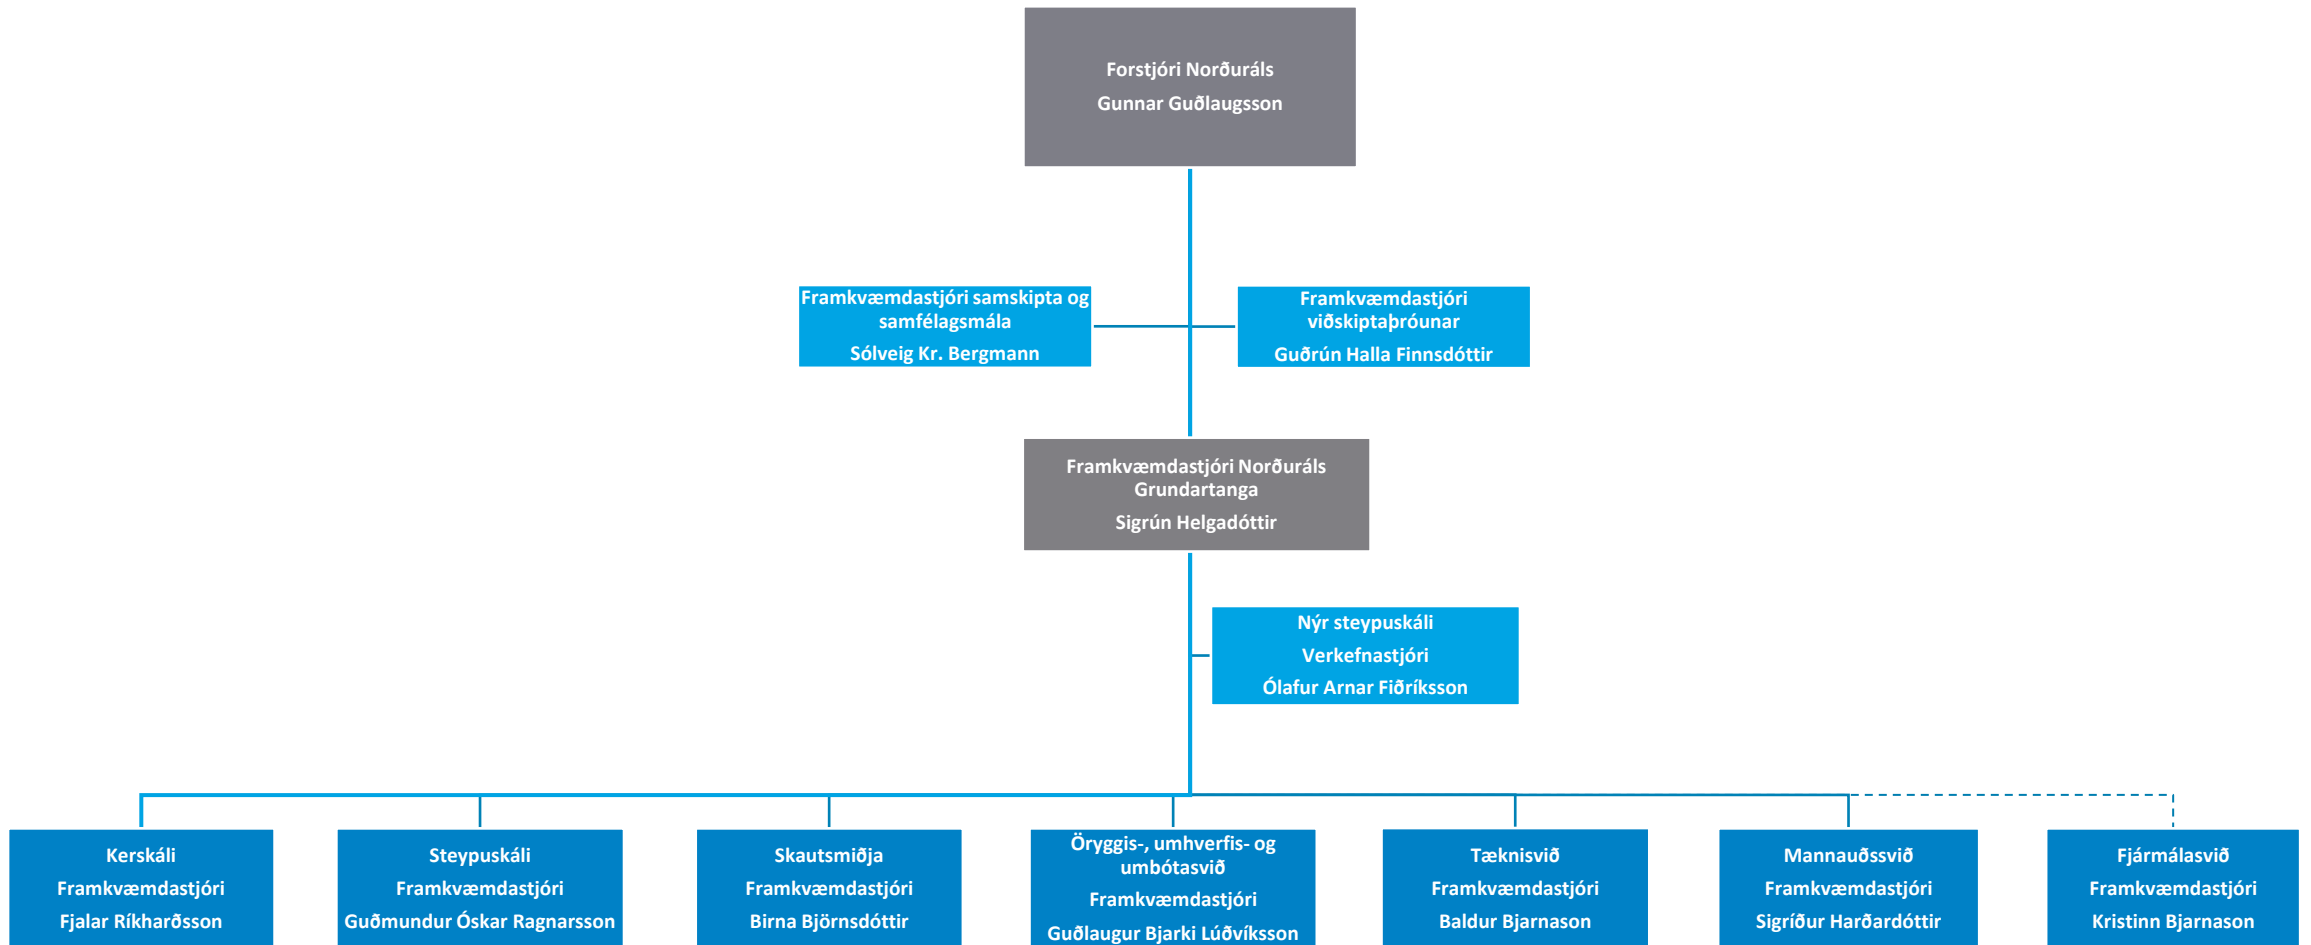 Forstjóri Norðuráls
Gunnar Guðlaugsson
Framkvæmdastjóri samskipta og
samfélagsmála
Sólveig Kr. Bergmann
Framkvæmdastjóri
viðskiptaþróunar
Guðrún Halla Finnsdóttir
Framkvæmdastjóri Norðuráls
Grundartanga
Sigrún Helgadóttir
Nýr steypuskáli
Verkefnastjóri
Ólafur Arnar Fiðríksson
Kerskáli
Framkvæmdastjóri
Fjalar Ríkharðsson
Steypuskáli
Framkvæmdastjóri
Guðmundur Óskar Ragnarsson
Skautsmiðja
Framkvæmdastjóri
Birna Björnsdóttir
Öryggis-, umhverfis- og
umbótasvið
Framkvæmdastjóri
Guðlaugur Bjarki Lúðvíksson
Tæknisvið
Framkvæmdastjóri
Baldur Bjarnason
Mannauðssvið
Framkvæmdastjóri
Sigríður Harðardóttir
Fjármálasvið
Framkvæmdastjóri
Kristinn Bjarnason